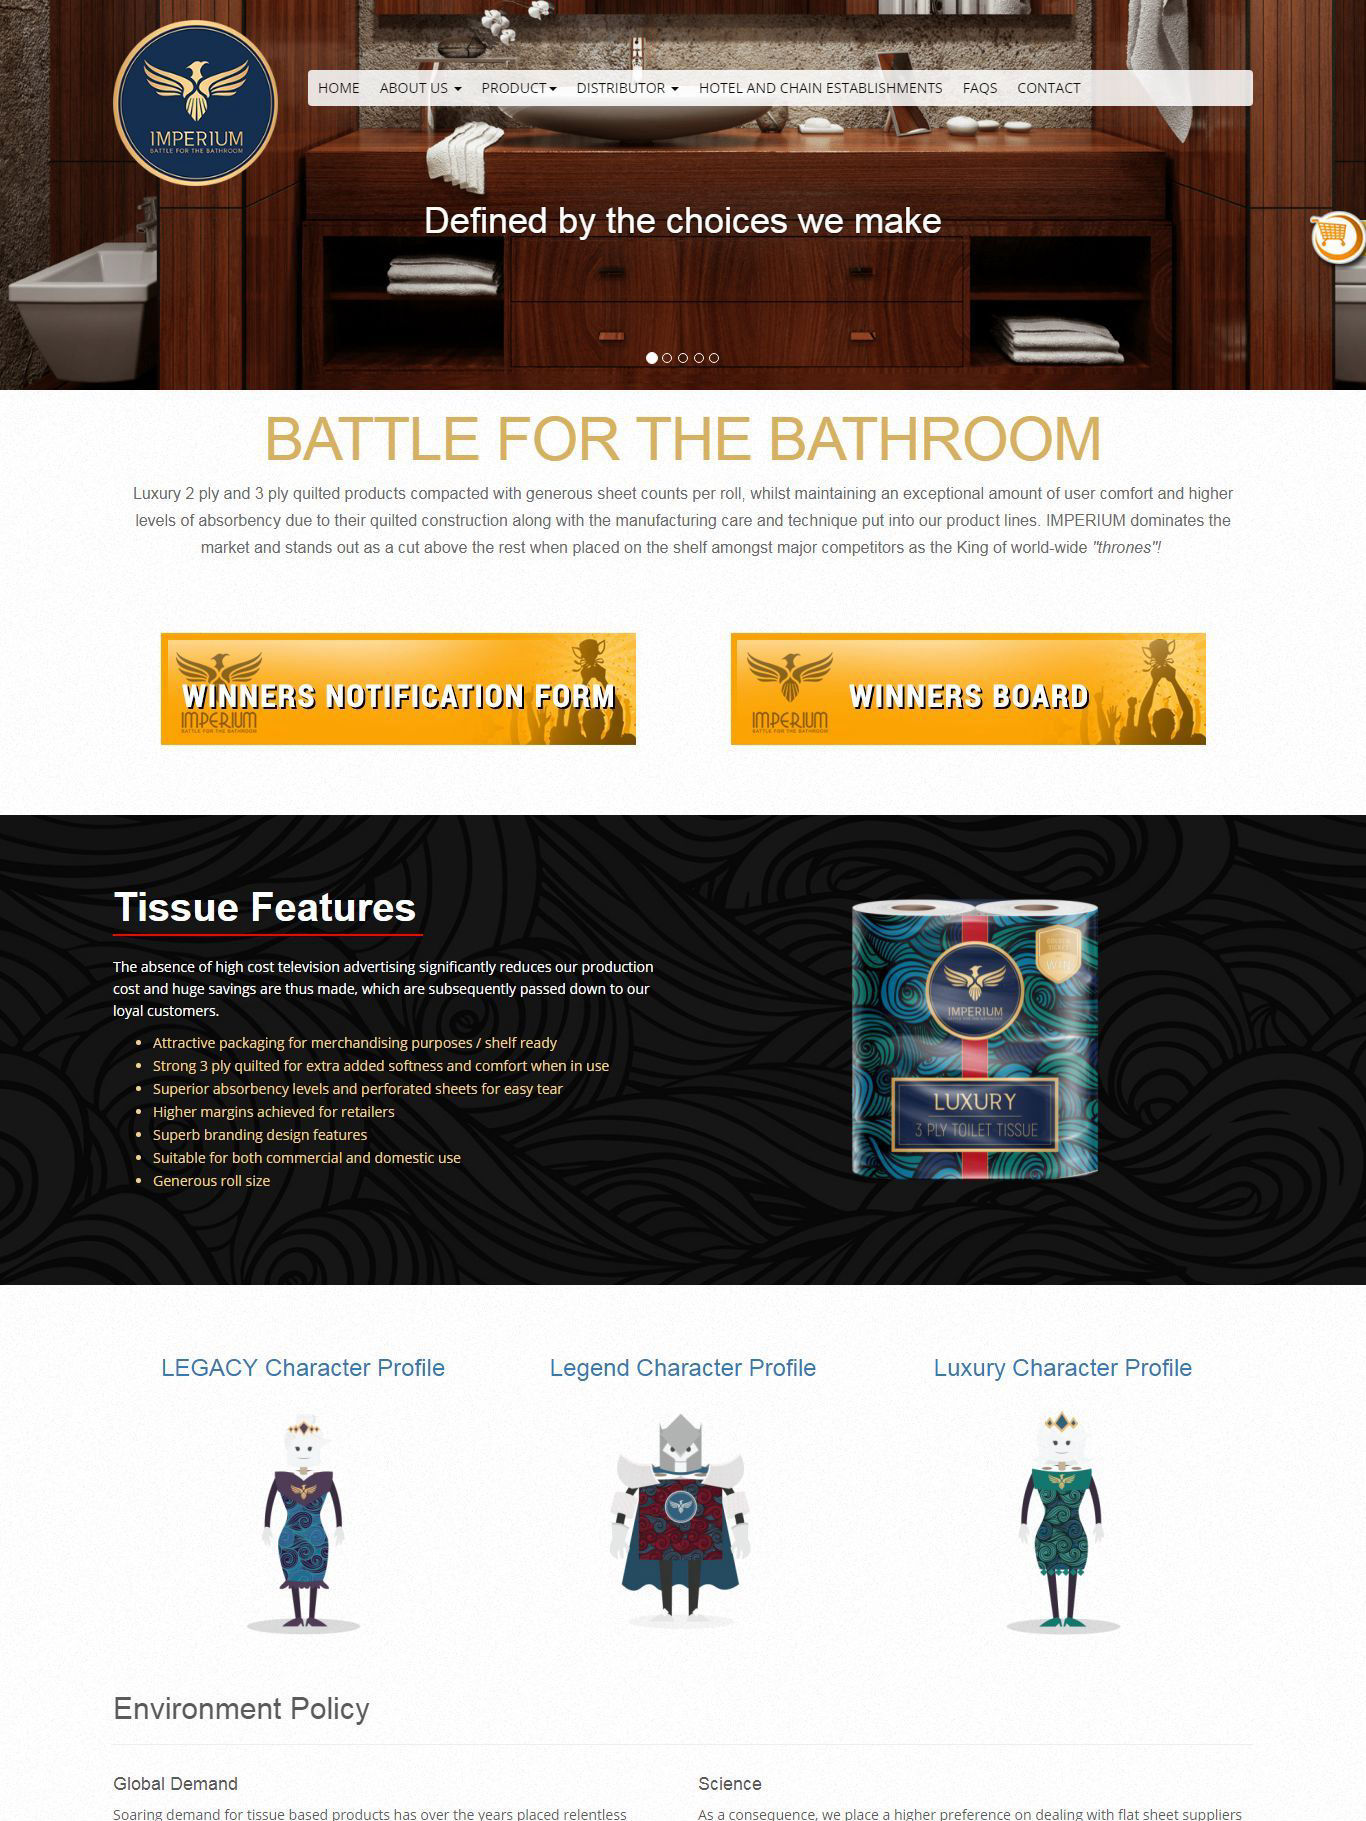 IMPERIUM
BATTLE FOR THE BATHROOM
HOME ABOUT US PRODUCT DISTRIBUTOR HOTEL AND CHAIN ESTABLISHMENTS FAQS CONTACT
Defined by the choices we make
BATTLE FOR THE BATHROOM
Luxury 2 ply and 3 ply quilted products compacted with generous sheet counts per roll, whilst maintaining an exceptional amount of user comfort and higher
levels of absorbency due to their quilted construction along with the manufacturing care and technique put into our product lines. IMPERIUM dominates the
market and stands out as a cut above the rest when placed on the shelf amongst major competitors as the King of world-wide "thrones"!
WINNERS NOTIFICATION FORM
IMPERIUM
BATTLE FOR THE BATHROOM
WINNERS BOARD
IMPERIUM
BATTLE FOR THE BATHROOM
Tissue Features
The absence of high cost television advertising significantly reduces our production
cost and huge savings are thus made, which are subsequently passed down to our
loyal customers.
Attractive packaging for merchandising purposes / shelf ready
Strong 3 ply quilted for extra added softness and comfort when in use
Superior absorbency levels and perforated sheets for easy tear
Higher margins achieved for retailers
Superb branding design features
Suitable for both commercial and domestic use
Generous roll size
GOLDEN
TICKET
WIN
IMPERIUM
BATTLE FOR THE BATHROOM
LUXURY
3 PLY TOILET TISSUE
LEGACY Character Profile
Legend Character Profile
Luxury Character Profile
Environment Policy
Global Demand
Soaring demand for tissue based products has over the years placed relentless
Science
As a consequence, we place a higher preference on dealing with flat sheet suppliers